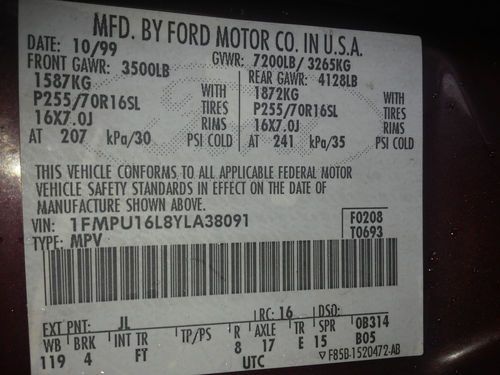 MFD. BY FORD MOTOR CO. IN U.S.A.
DATE: 10/99 GVWR: 7200LB/ 3265KG
FRONT GAWR: 3500LB REAR GAWR: 4128LB
1587KG WITH 1872KG WITH
P255/70R16SL TIRES P255/70R16SL TIRES
16X7.0J RIMS 16X7.0J RIMS
AT 207 kPa/30 PSI COLD AT 241 kPa/35 PSI COLD
THIS VEHICLE CONFORMS TO ALL APPLICABLE FEDERAL MOTOR
VEHICLE SAFETY STANDARDS IN EFFECT ON THE DATE OF
MANUFACTURE SHOWN ABOVE.
VIN: 1FMPU16L8YLA38091 F0208
TYPE: MPV T0693
EXT PNT: JL RC: 16 DSO:
WB BRK INT TR TP/PS R AXLE TR SPR 0B314
119 4 FT 8 17 E 15 B05
UTC ▽F85B-1520472-AB